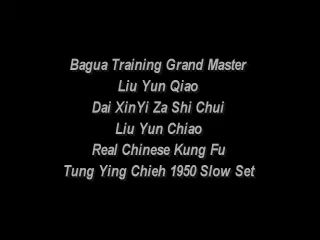 Bagua Training Grand Master
Liu Yun Qiao
Dai XinYi Za Shi Chui
Liu Yun Chiao
Real Chinese Kung Fu
Tung Ying Chieh 1950 Slow Set